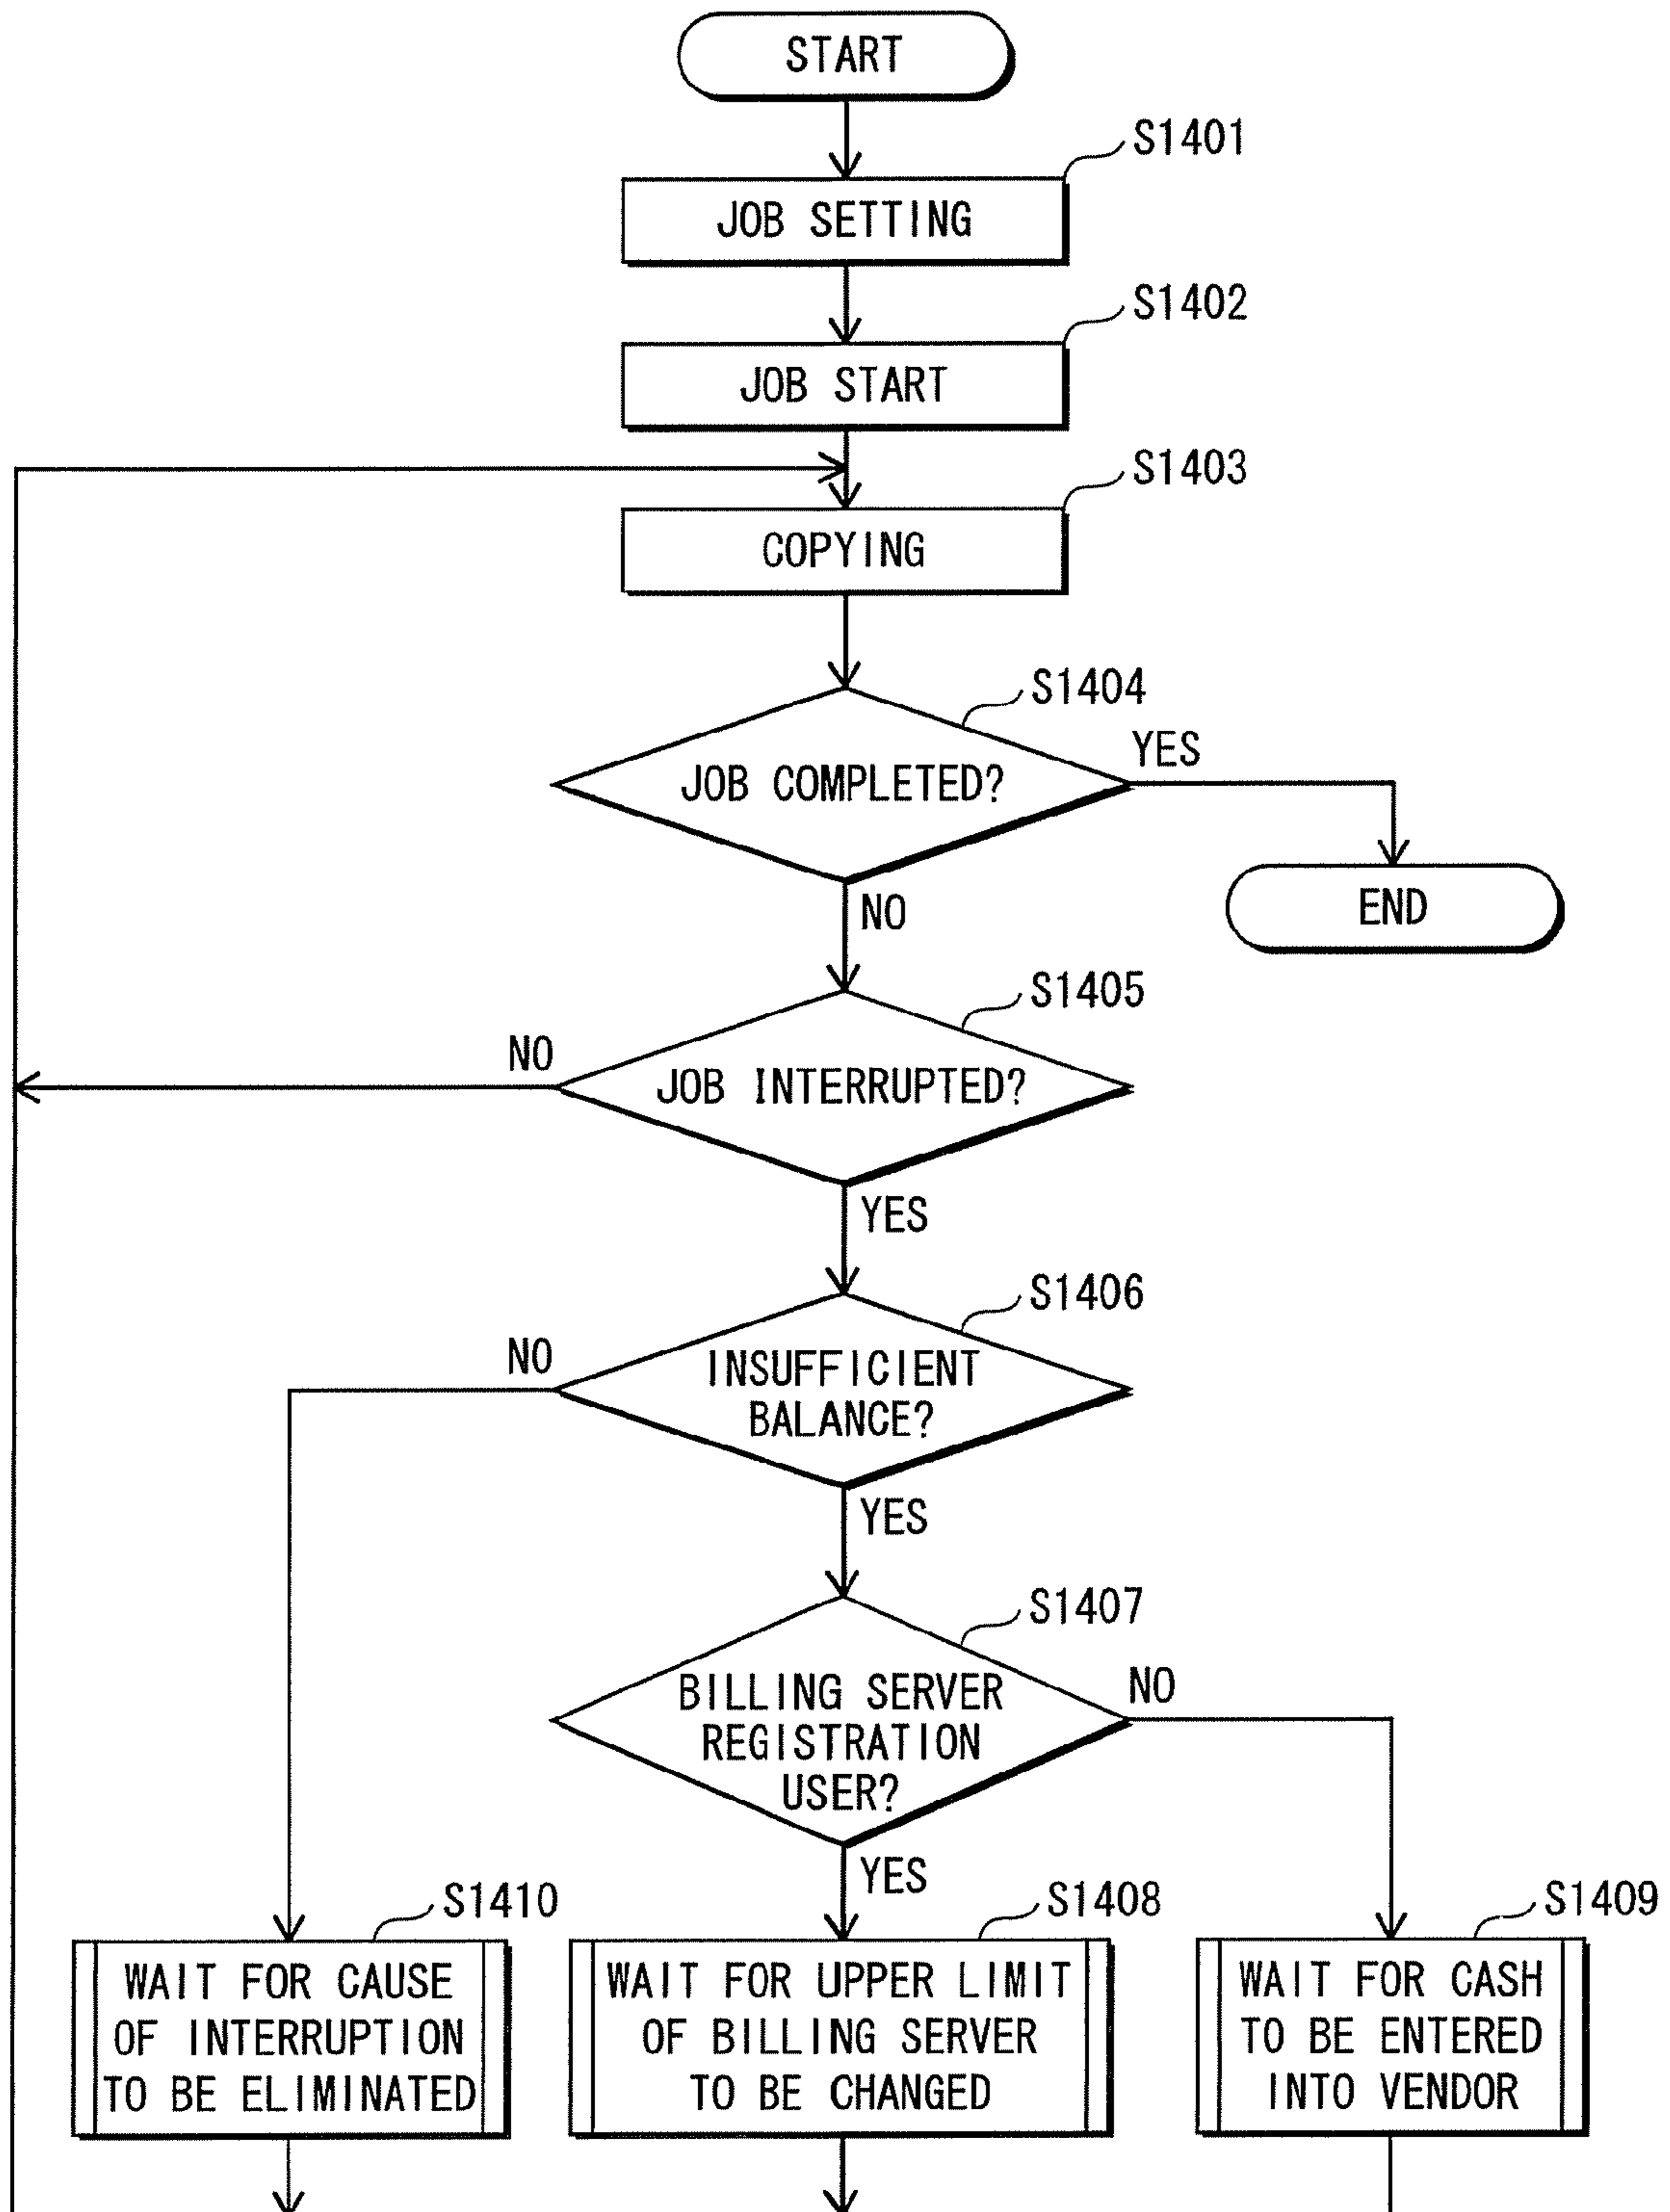 START
S1401
JOB SETTING
S1402
JOB START
S1403
COPYING
S1404
JOB COMPLETED?
YES
END
NO
S1405
JOB INTERRUPTED?
NO
YES
S1406
INSUFFICIENT
BALANCE?
NO
YES
S1407
BILLING SERVER
REGISTRATION
USER?
NO
YES
S1410
WAIT FOR CAUSE
OF INTERRUPTION
TO BE ELIMINATED
S1408
WAIT FOR UPPER LIMIT
OF BILLING SERVER
TO BE CHANGED
S1409
WAIT FOR CASH
TO BE ENTERED
INTO VENDOR